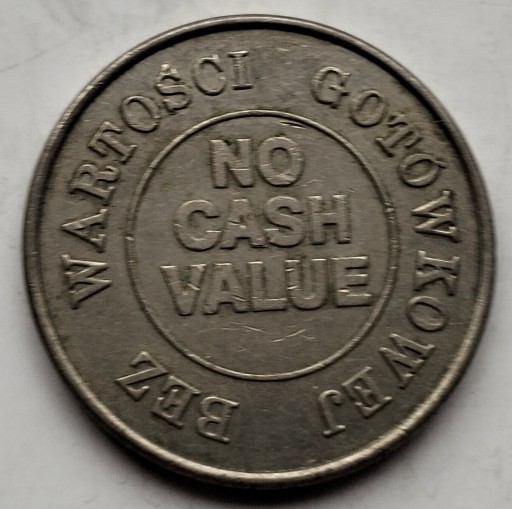 BEZ WARTOŚCI GOTÓWKOWEJ
NO
CASH
VALUE